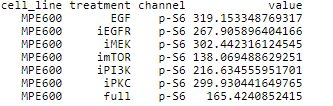 cell_line treatment channel value
MPE600 EGF p-S6 319.153348769317
MPE600 iEGFR p-S6 267.905896404166
MPE600 iMEK p-S6 302.442316124545
MPE600 imTOR p-S6 138.069488629251
MPE600 iPI3K p-S6 216.634555951701
MPE600 iPKC p-S6 299.930441649765
MPE600 full p-S6 165.4240852415